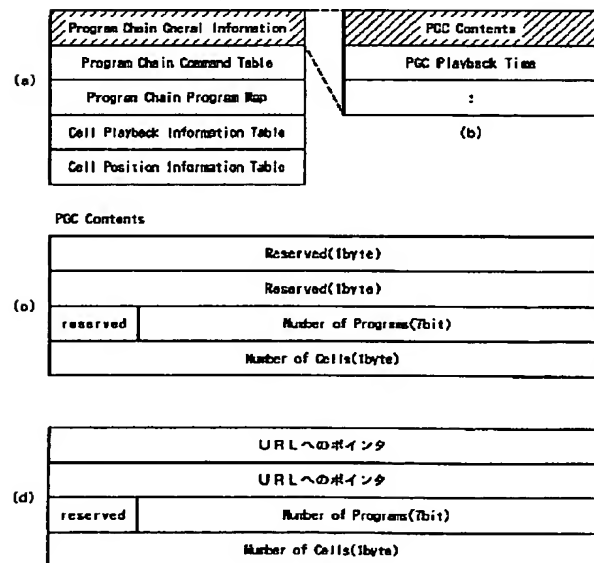 Program Chain Gneral Information
(a)
Program Chain Command Table
Program Chain Program Map
Cell Playback Information Table
Cell Position Information Table
PGC Contents
PGC Playback Time
:
(b)
PGC Contents
(c)
Reserved(1byte)
Reserved(1byte)
reserved
Number of Programs(7bit)
Number of Cells(1byte)
(d)
URLへのポインタ
URLへのポインタ
reserved
Number of Programs(7bit)
Number of Cells(1byte)